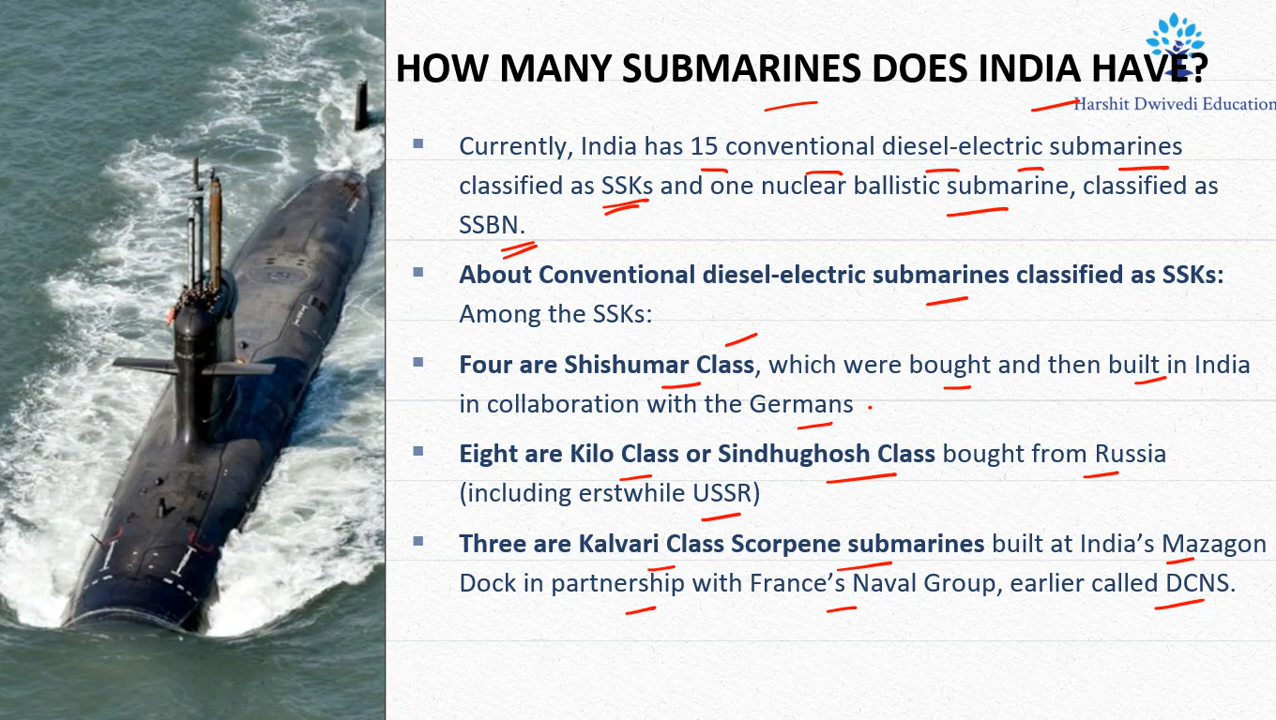 HOW MANY SUBMARINES DOES INDIA HAVE?
Harshit Dwivedi Education
▪ Currently, India has 15 conventional diesel-electric submarines
classified as SSKs and one nuclear ballistic submarine, classified as
SSBN.
▪ About Conventional diesel-electric submarines classified as SSKs:
Among the SSKs:
▪ Four are Shishumar Class, which were bought and then built in India
in collaboration with the Germans
▪ Eight are Kilo Class or Sindhughosh Class bought from Russia
(including erstwhile USSR)
▪ Three are Kalvari Class Scorpene submarines built at India's Mazagon
Dock in partnership with France's Naval Group, earlier called DCNS.